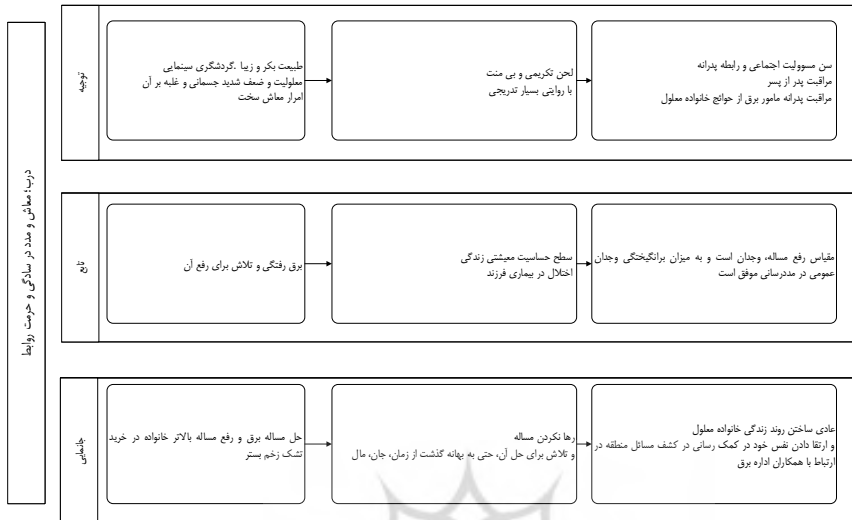 درب؛ معاش و مدد در سادگی و حرمت روابط
توجیه
طبیعت بکر و زیبا .گردشگری سینمایی
معلولیت و ضعف شدید جسمانی و غلبه بر آن
امرار معاش سخت
لحن تکریمی و بی منت
با روایتی بسیار تدریجی
سن مسوولیت اجتماعی و رابطه پدرانه
مراقبت پدر از پسر
مراقبت پدرانه مامور برق از حوائج خانواده معلول
تابع
برق رفتگی و تلاش برای رفع آن
سطح حساسیت معیشتی زندگی
اختلال در بیماری فرزند
مقیاس رفع مساله، وجدان است و به میزان برانگیختگی وجدان
عمومی در مددرسانی موفق است
جانمایی
حل مساله برق و رفع مساله بالاتر خانواده در خرید
تشک زخم بستر
رها نکردن مساله
و تلاش برای حل آن، حتی به بهانه گذشت از زمان، جان، مال
عادی ساختن روند زندگی خانواده معلول
و ارتقا دادن نفس خود در کمک رسانی در کشف مسائل منطقه در
ارتباط با همکاران اداره برق